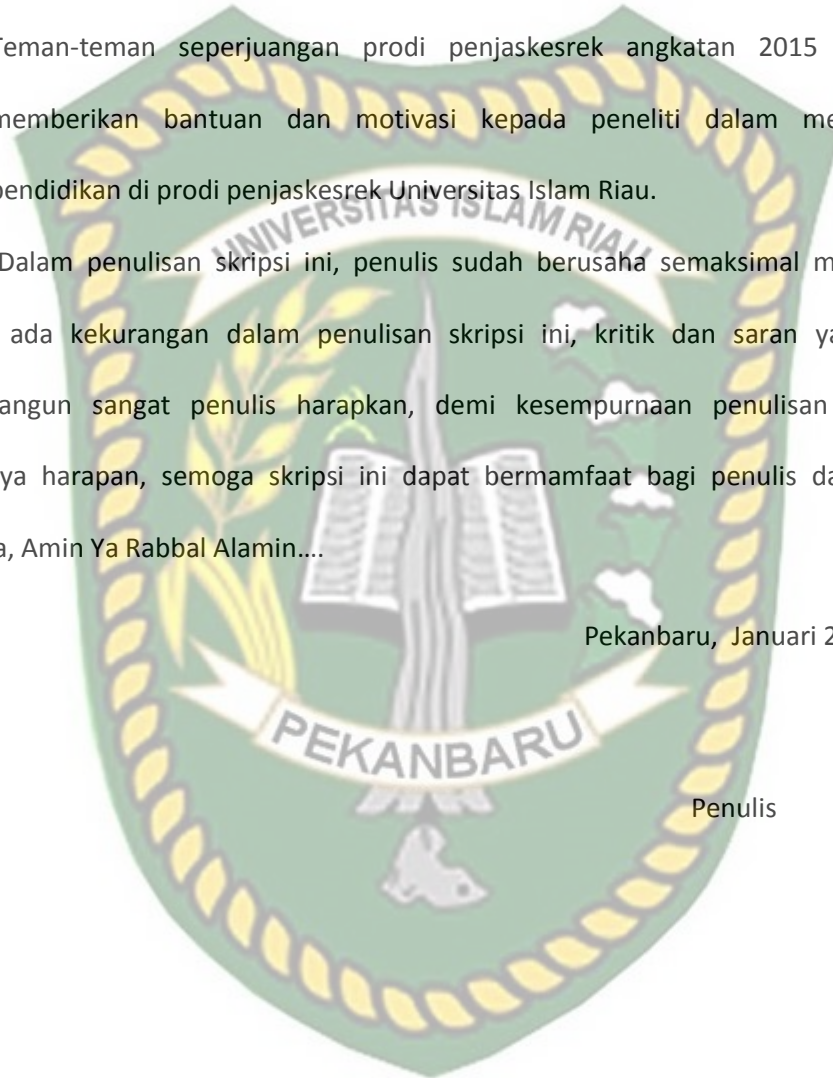 Teman-teman seperjuangan prodi penjaskesrek angkatan 2015
memberikan bantuan dan motivasi kepada peneliti dalam me
pendidikan di prodi penjaskesrek Universitas Islam Riau.
UNIVERSITAS ISLAM RIAU
Dalam penulisan skripsi ini, penulis sudah berusaha semaksimal m
ada kekurangan dalam penulisan skripsi ini, kritik dan saran ya
angun sangat penulis harapkan, demi kesempurnaan penulisan
ya harapan, semoga skripsi ini dapat bermamfaat bagi penulis da
a, Amin Ya Rabbal Alamin....
Pekanbaru, Januari 2
PEKANBARU
Penulis